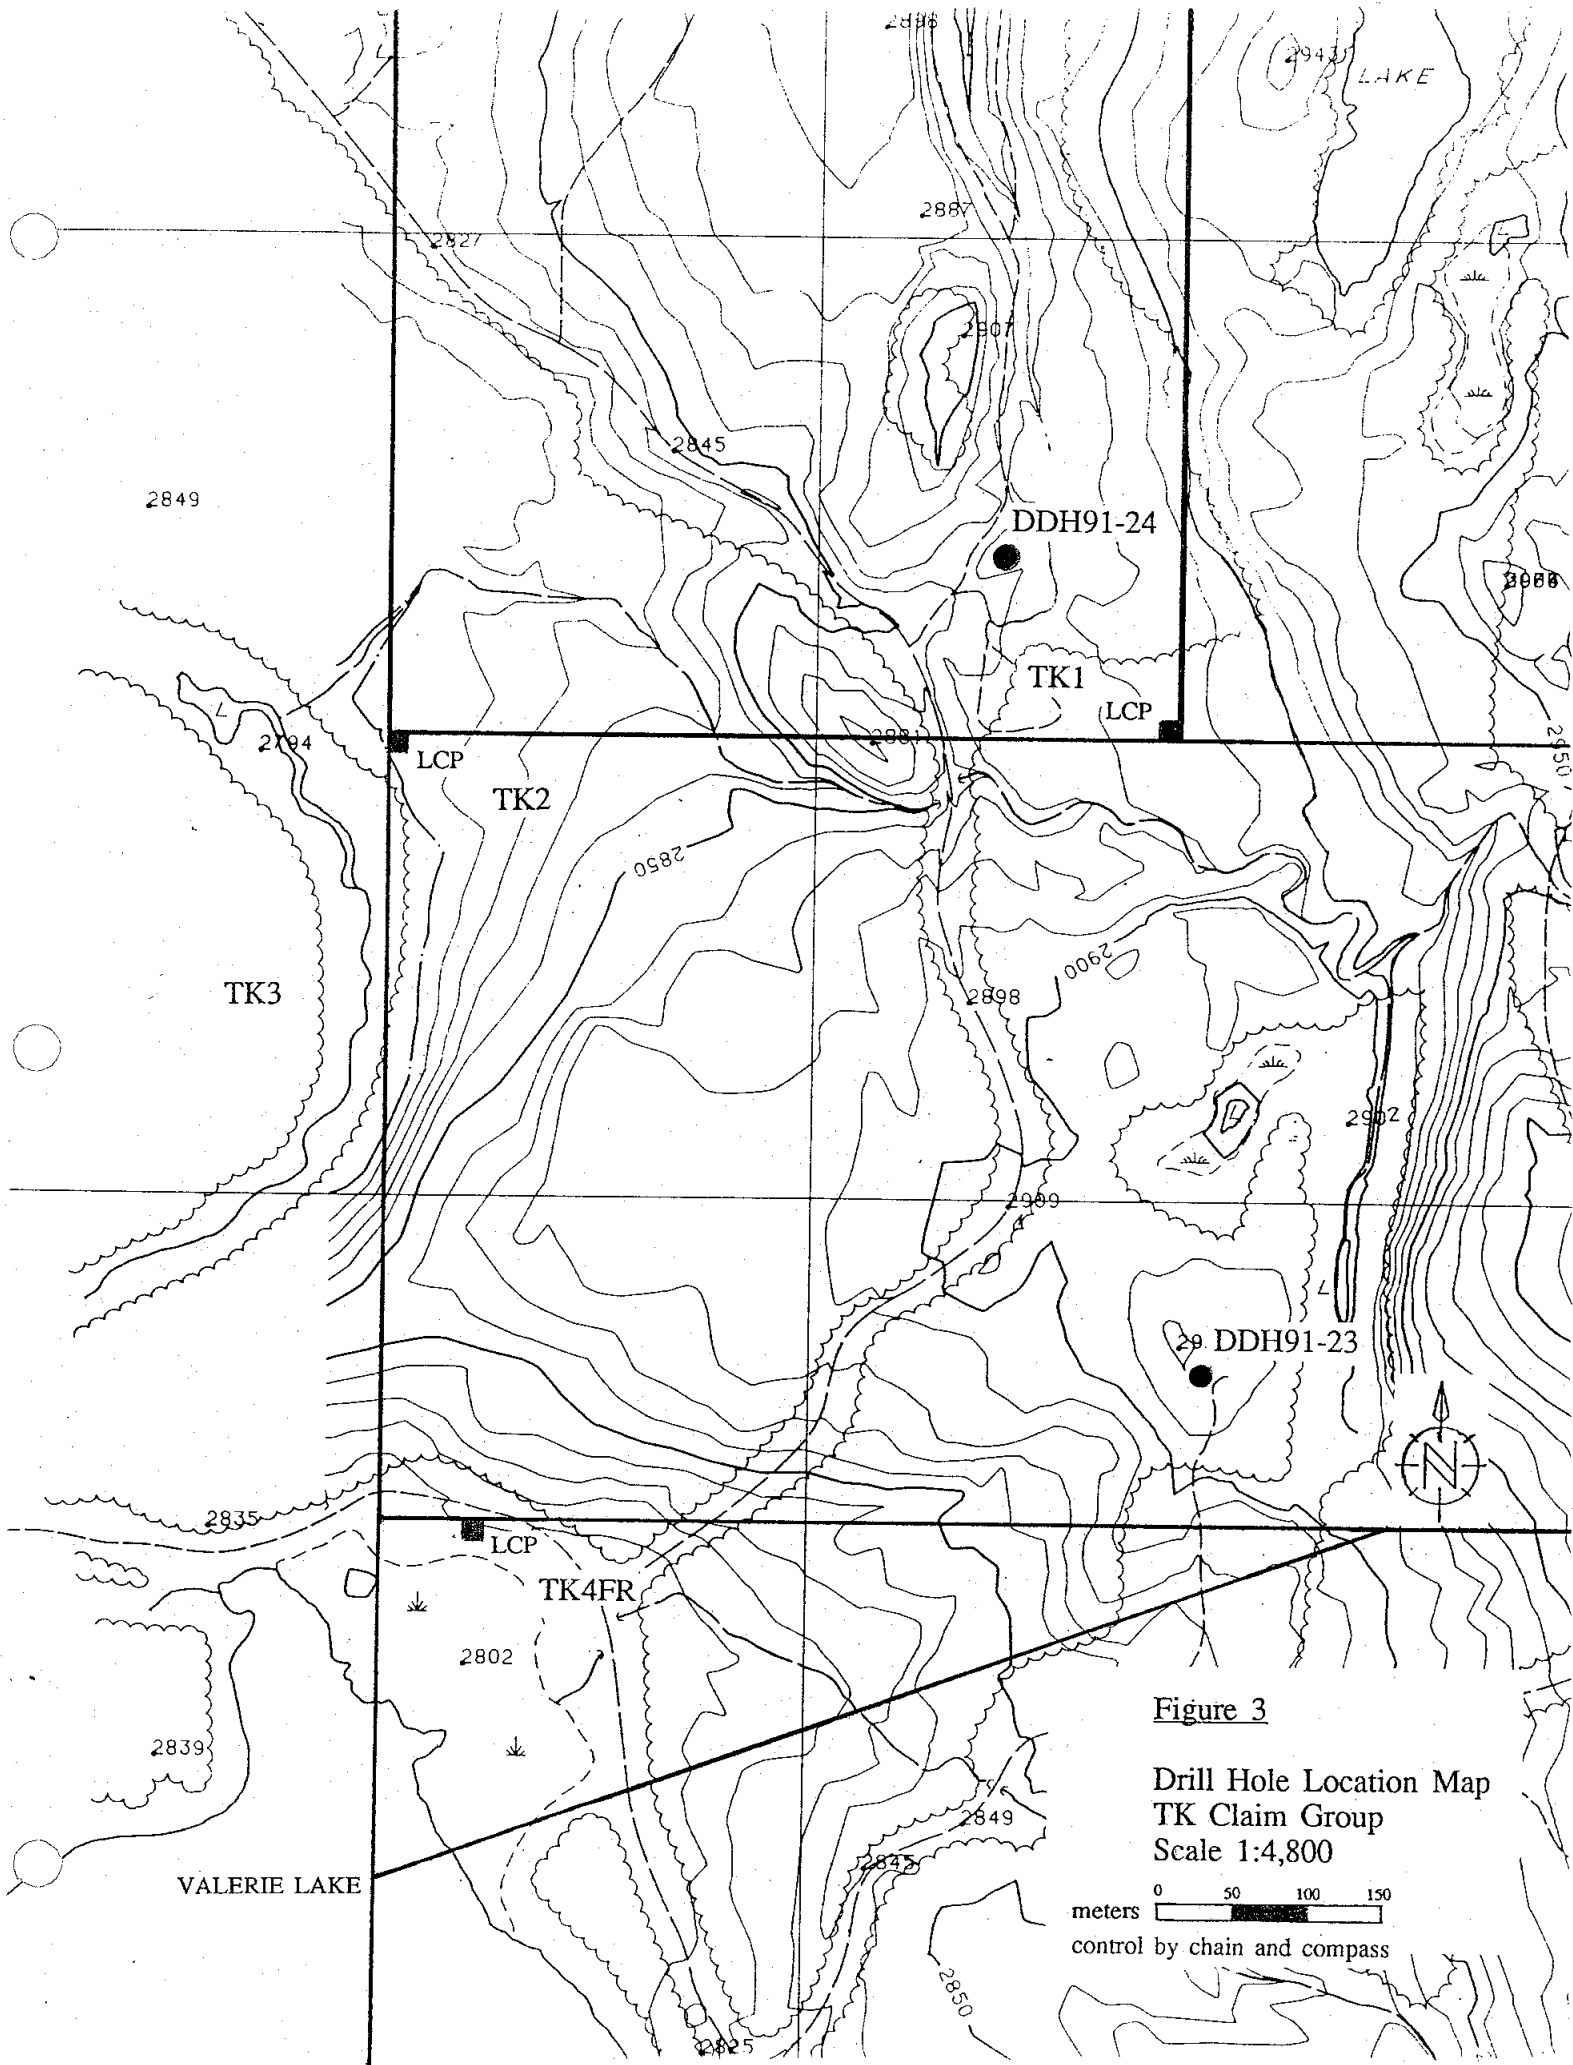 2898
2943
LAKE
2887
2827
2907
2845
2849
DDH91-24
TK1
LCP
2794
2881
LCP
2950
TK2
2850
2900
TK3
2898
2902
2909
29
DDH91-23
N
2835
LCP
TK4FR
2802
Figure 3
2839
Drill Hole Location Map
TK Claim Group
2849
Scale 1:4,800
2845
VALERIE LAKE
0 50 100 150
meters
control by chain and compass
2850
2825